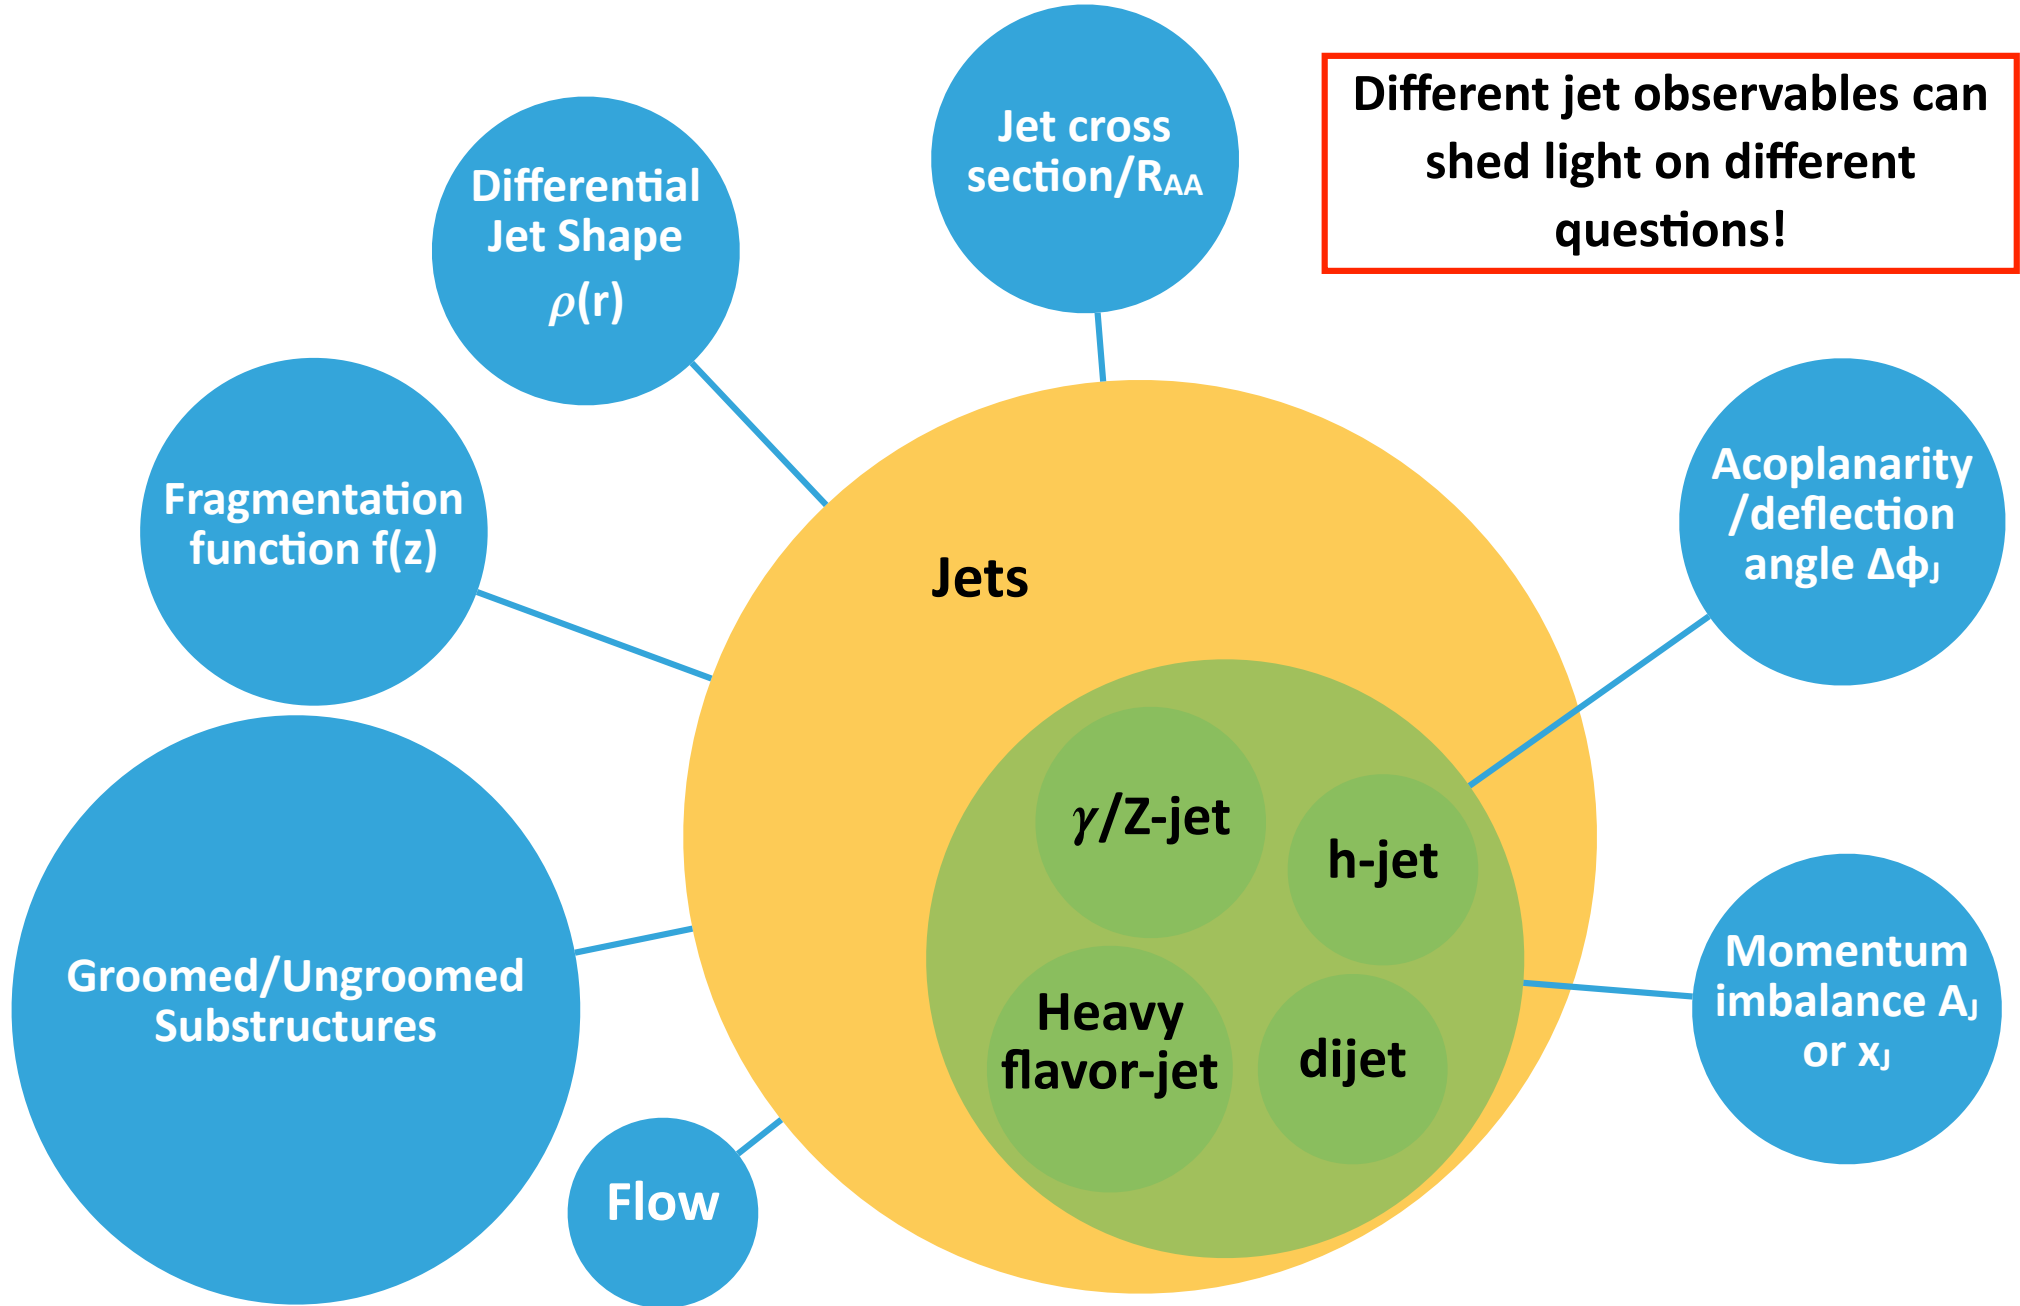 Jet cross
section/RAA
Different jet observables can
shed light on different
questions!
Differential
Jet Shape
ρ(r)
Fragmentation
function f(z)
Acoplanarity
/deflection
angle ΔϕJ
Jets
γ/Z-jet
h-jet
Groomed/Ungroomed
Substructures
Heavy
flavor-jet
dijet
Momentum
imbalance AJ
or xJ
Flow